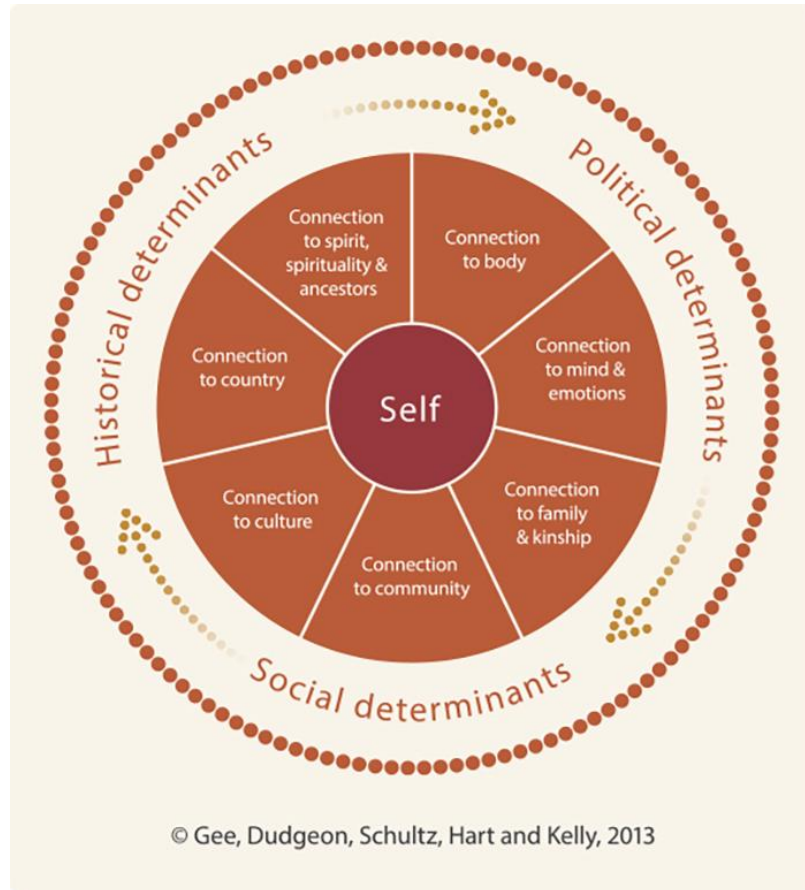 Historical determinants
Political determinants
Social determinants
Connection
to spirit,
spirituality &
ancestors
Connection
to body
Connection
to mind &
emotions
Connection
to family
& kinship
Connection
to community
Connection
to culture
Connection
to country
Self
© Gee, Dudgeon, Schultz, Hart and Kelly, 2013